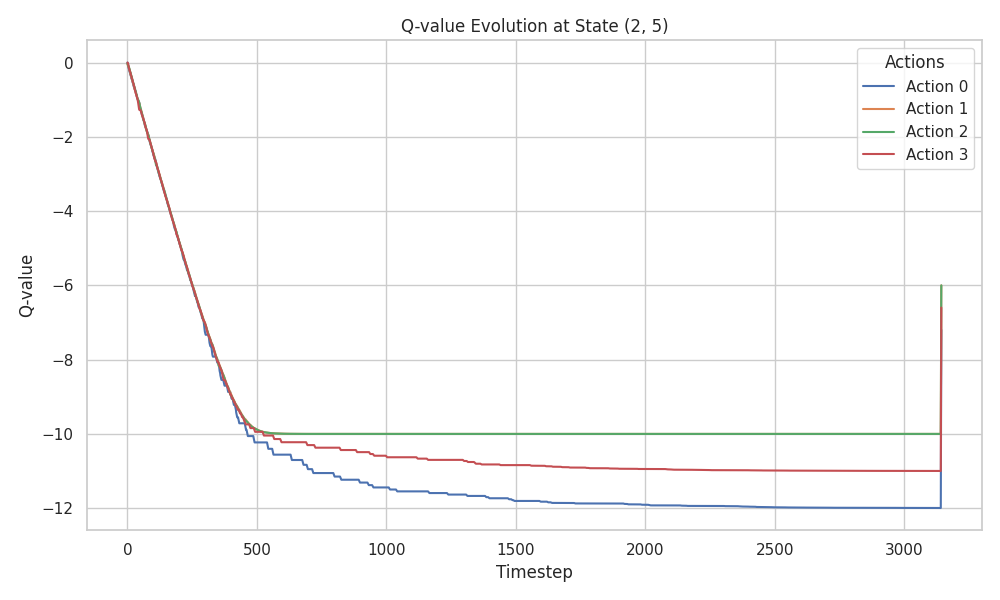 Q-value Evolution at State (2, 5)
Actions
Action 0
Action 1
Action 2
Action 3
Q-value
0
−2
−4
−6
−8
−10
−12
0 500 1000 1500 2000 2500 3000
Timestep